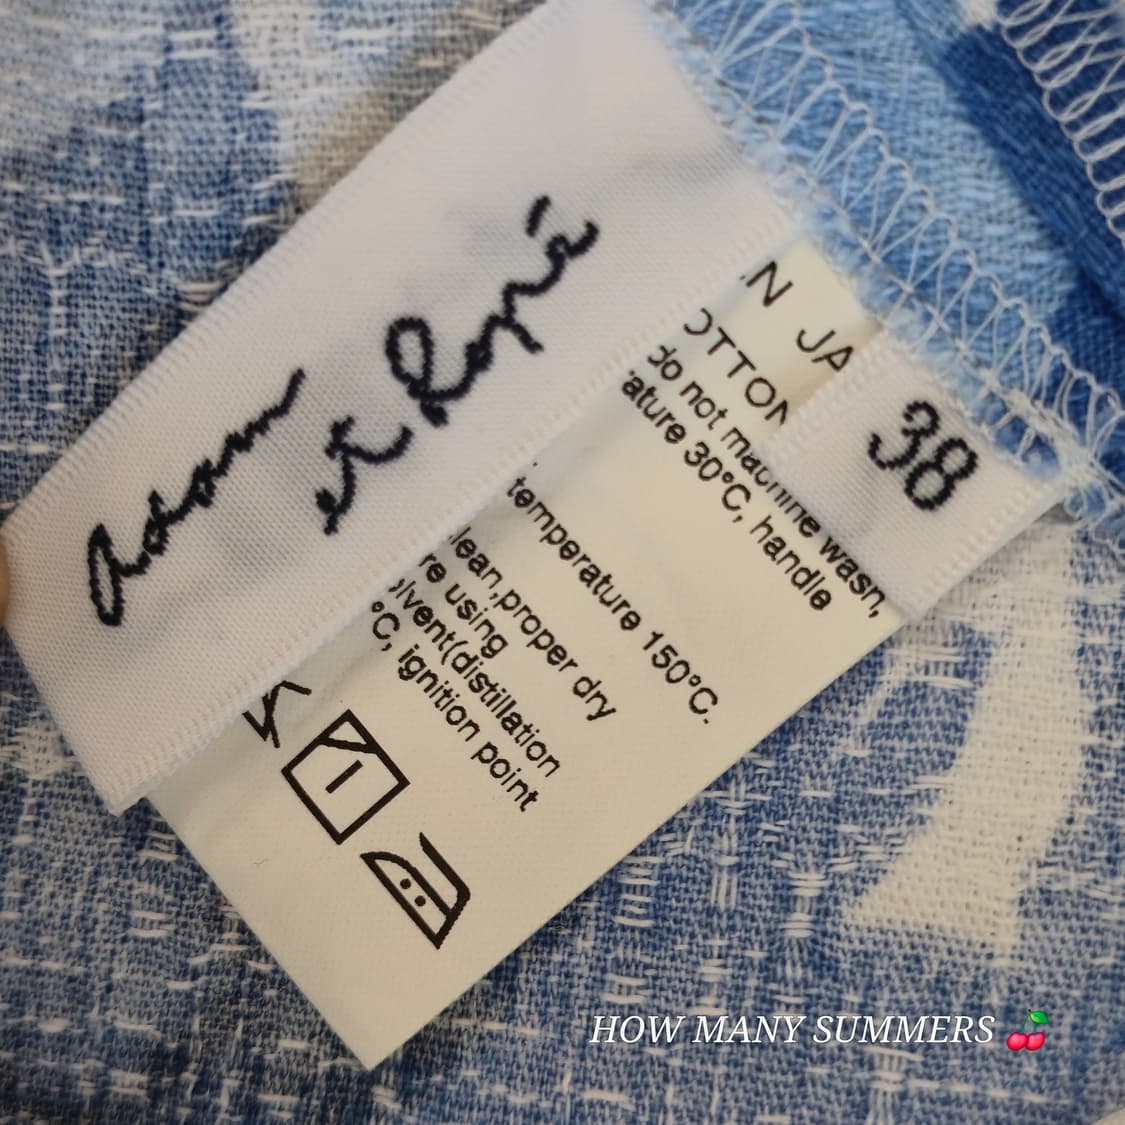 adam
et Ropé
38
N JA
OTTON
do not machine wash,
ature 30°C, handle
temperature 150°C.
lean,proper dry
re using
lvent(distillation
°C, ignition point
HOW MANY SUMMERS 🍒